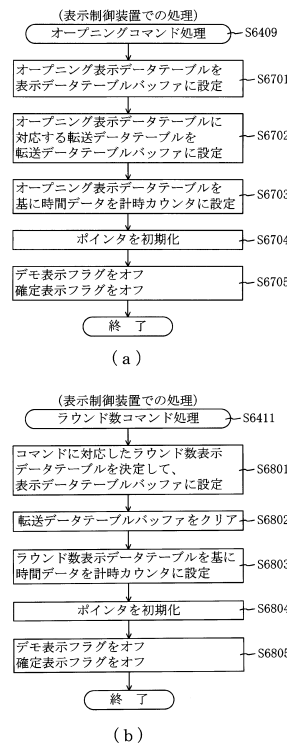 (表示制御装置での処理)
オープニングコマンド処理 S6409
オープニング表示データテーブルを
表示データテーブルバッファに設定
S6701
オープニング表示データテーブルに
対応する転送データテーブルを
転送データテーブルバッファに設定
S6702
オープニング表示データテーブルを
基に時間データを計時カウンタに設定
S6703
ポインタを初期化 S6704
デモ表示フラグをオフ
確定表示フラグをオフ
S6705
終 了
(a)
(表示制御装置での処理)
ラウンド数コマンド処理 S6411
コマンドに対応したラウンド数表示
データテーブルを決定して、
表示データテーブルバッファに設定
S6801
転送データテーブルバッファをクリア S6802
ラウンド数表示データテーブルを基に
時間データを計時カウンタに設定
S6803
ポインタを初期化 S6804
デモ表示フラグをオフ
確定表示フラグをオフ
S6805
終 了
(b)